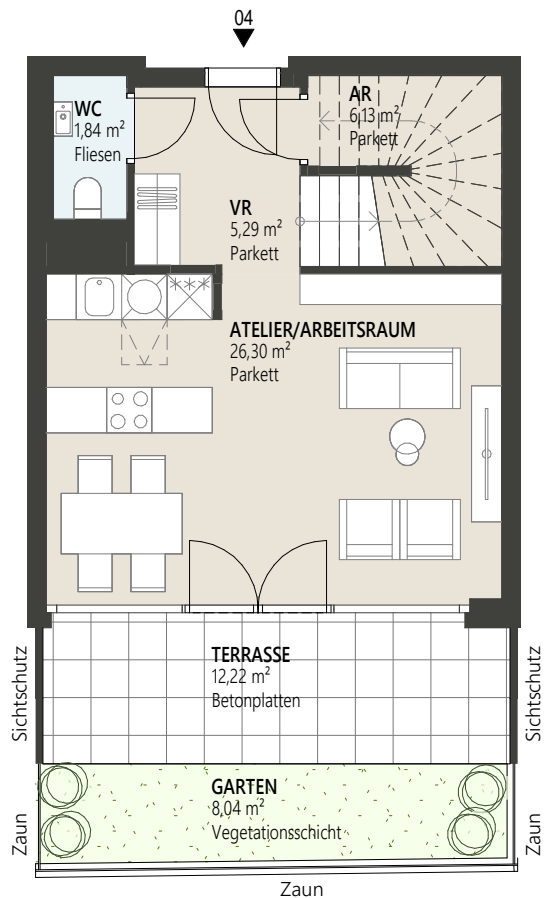 04
WC
1,84 m²
Fliesen
AR
6,13 m²
Parkett
VR
5,29 m²
Parkett
ATELIER/ARBEITSRAUM
26,30 m²
Parkett
TERRASSE
12,22 m²
Betonplatten
Sichtschutz
Sichtschutz
GARTEN
8,04 m²
Vegetationsschicht
Zaun
Zaun
Zaun